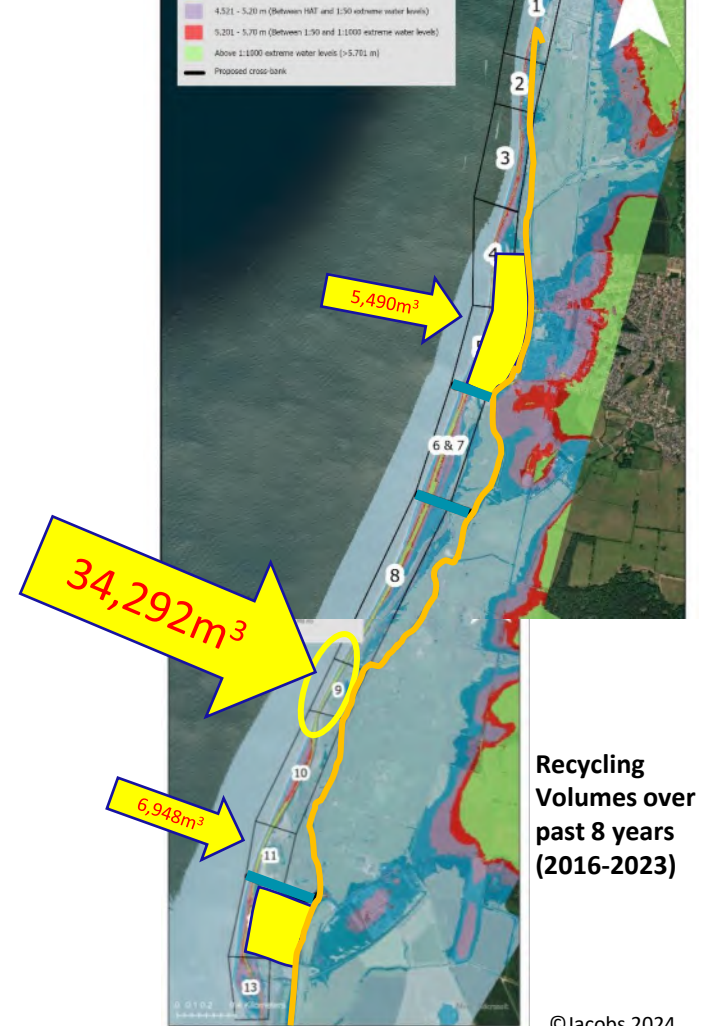 4.521 - 5.20 m (Between HAT and 1:50 extreme water levels)
5.201 - 5.70 m (Between 1:50 and 1:1000 extreme water levels)
Above 1:1000 extreme water levels (>5.701 m)
Proposed cross-bank
1
2
3
4
5,490m³
6 & 7
8
34,292m³
9
10
6,948m³
11
13
Recycling
Volumes over
past 8 years
(2016-2023)
©Jacobs 2024